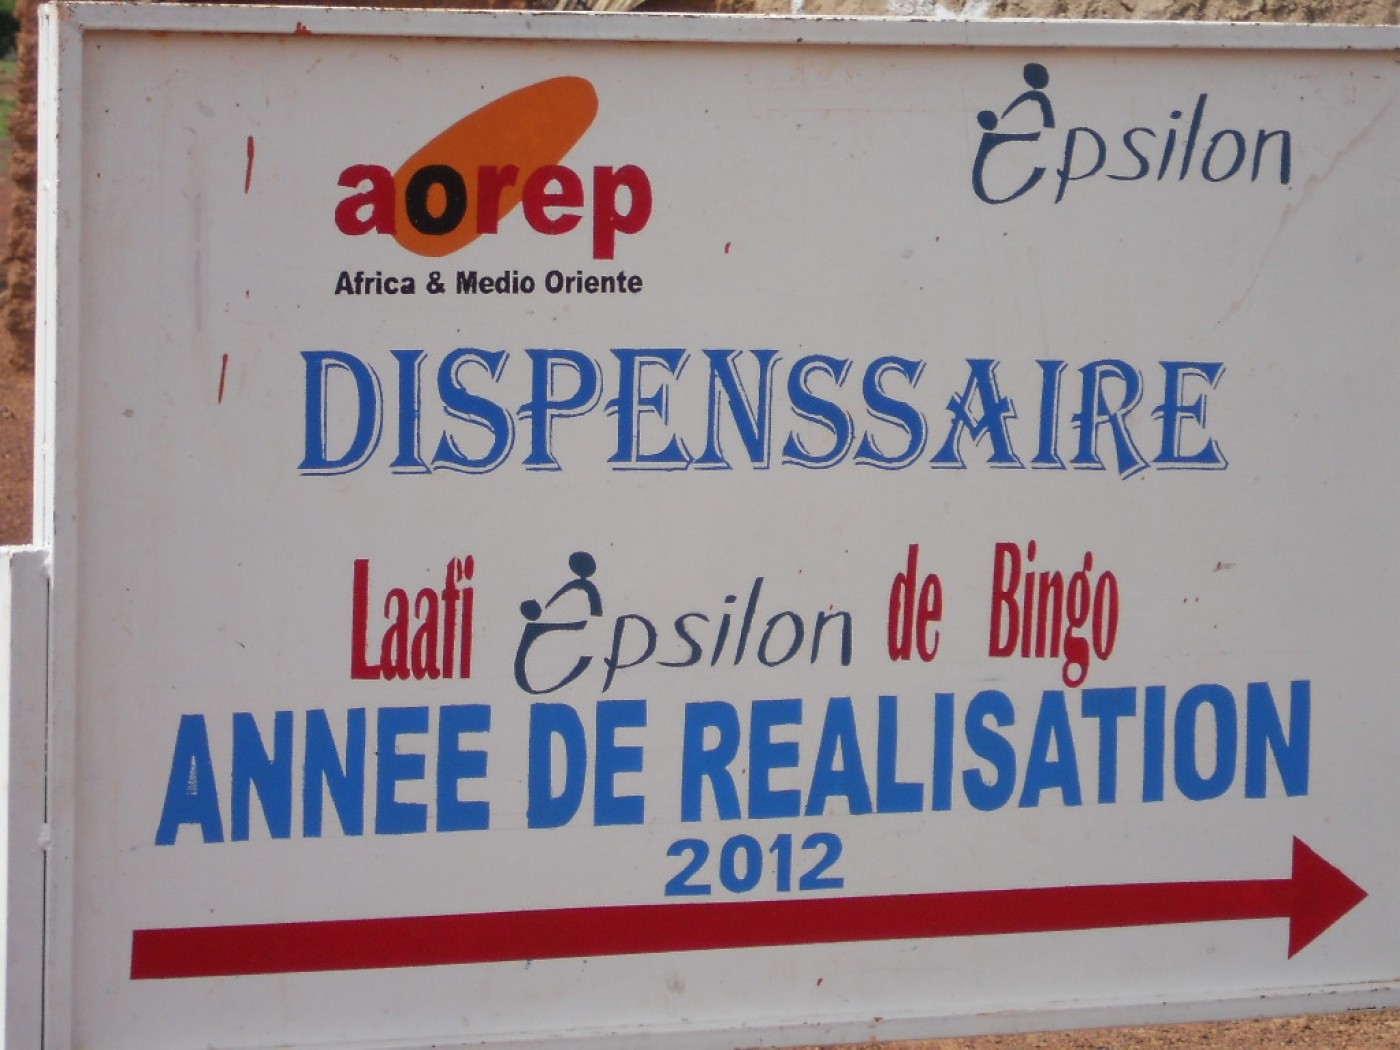 aorep
Africa & Medio Oriente
Epsilon
DISPENSSAIRE
Laafi Epsilon de Bingo
ANNEE DE REALISATION
2012